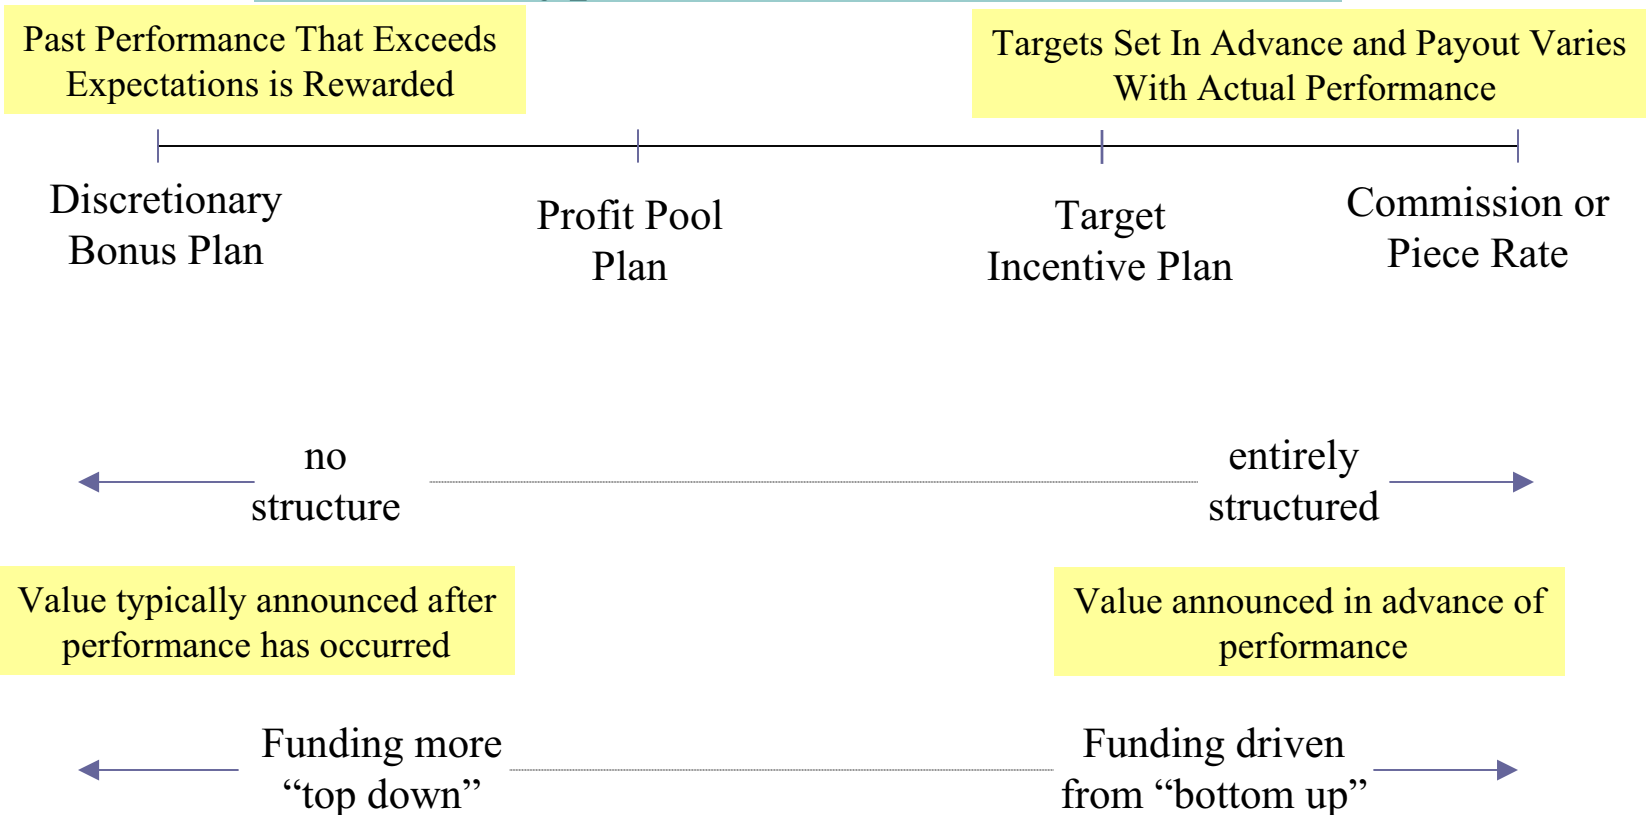 Past Performance That Exceeds
Expectations is Rewarded
Targets Set In Advance and Payout Varies
With Actual Performance
Discretionary
Bonus Plan
Profit Pool
Plan
Target
Incentive Plan
Commission or
Piece Rate
no
structure
entirely
structured
Value typically announced after
performance has occurred
Value announced in advance of
performance
Funding more
“top down”
Funding driven
from “bottom up”